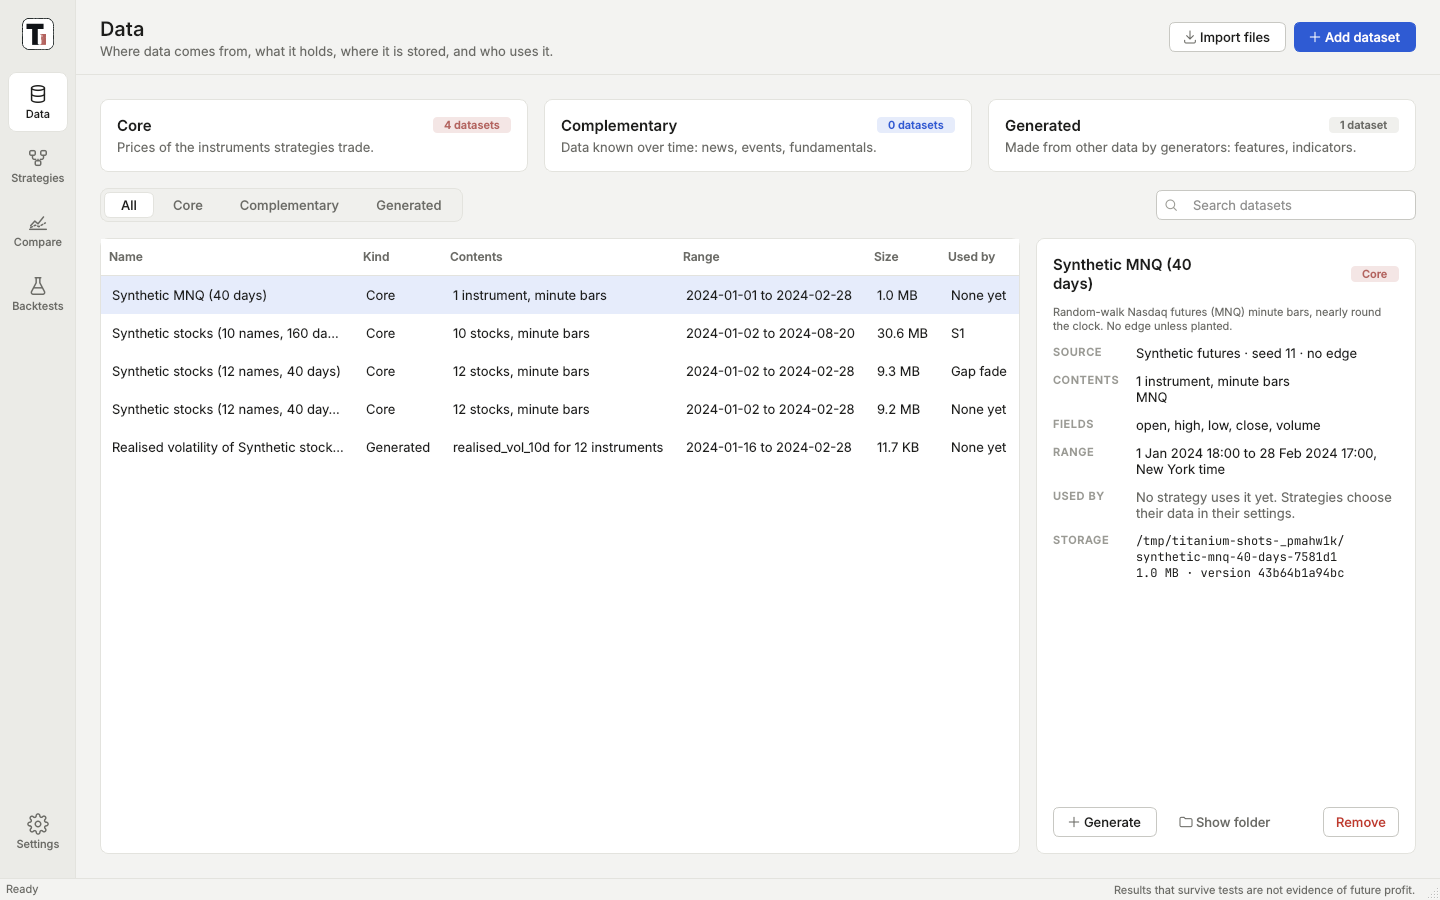 Ti
Data
Where data comes from, what it holds, where it is stored, and who uses it.
Import files
Add dataset
Data
Strategies
Compare
Backtests
Settings
Core
4 datasets
Prices of the instruments strategies trade.
Complementary
0 datasets
Data known over time: news, events, fundamentals.
Generated
1 dataset
Made from other data by generators: features, indicators.
All Core Complementary Generated
Search datasets
Name Kind Contents Range Size Used by
Synthetic MNQ (40 days) Core 1 instrument, minute bars 2024-01-01 to 2024-02-28 1.0 MB None yet
Synthetic stocks (10 names, 160 da... Core 10 stocks, minute bars 2024-01-02 to 2024-08-20 30.6 MB S1
Synthetic stocks (12 names, 40 days) Core 12 stocks, minute bars 2024-01-02 to 2024-02-28 9.3 MB Gap fade
Synthetic stocks (12 names, 40 day... Core 12 stocks, minute bars 2024-01-02 to 2024-02-28 9.2 MB None yet
Realised volatility of Synthetic stock... Generated realised_vol_10d for 12 instruments 2024-01-16 to 2024-02-28 11.7 KB None yet
Synthetic MNQ (40
days)
Core
Random-walk Nasdaq futures (MNQ) minute bars, nearly round
the clock. No edge unless planted.
SOURCE Synthetic futures · seed 11 · no edge
CONTENTS 1 instrument, minute bars
MNQ
FIELDS open, high, low, close, volume
RANGE 1 Jan 2024 18:00 to 28 Feb 2024 17:00,
New York time
USED BY No strategy uses it yet. Strategies choose
their data in their settings.
STORAGE /tmp/titanium-shots-_pmahw1k/
synthetic-mnq-40-days-7581d1
1.0 MB · version 43b64b1a94bc
Generate
Show folder
Remove
Ready
Results that survive tests are not evidence of future profit.